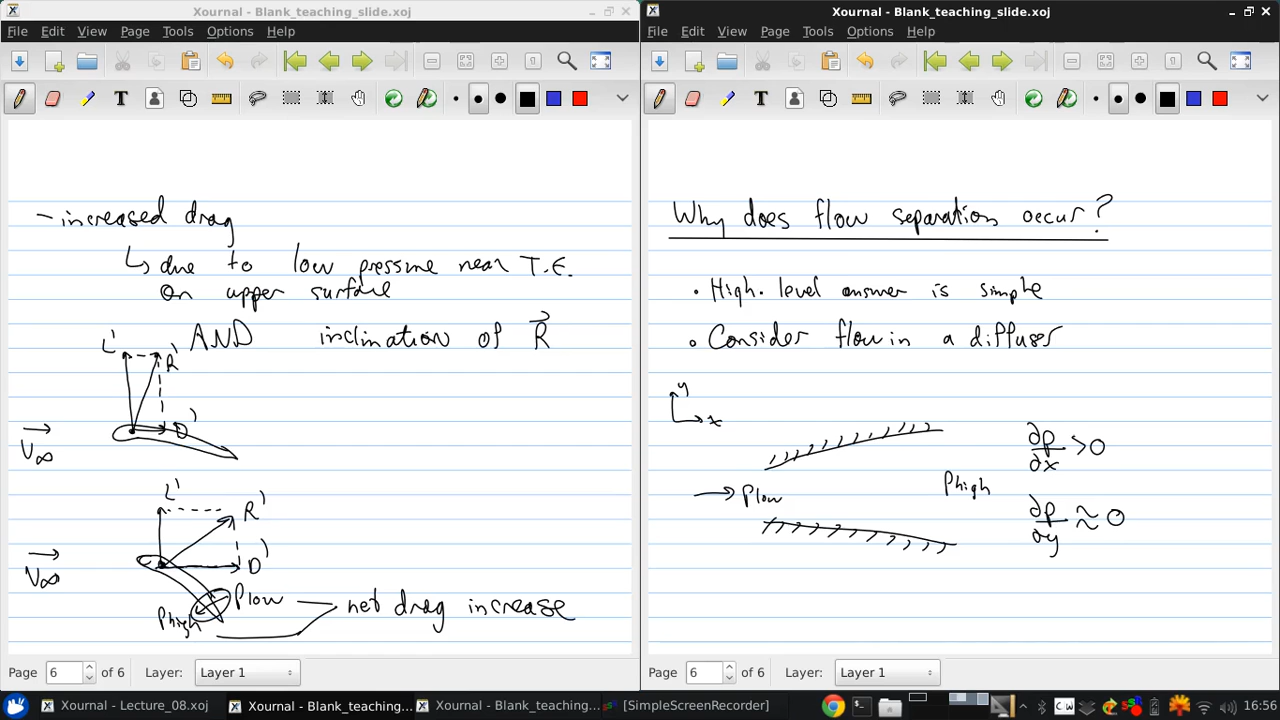 Xournal - Blank_teaching_slide.xoj
File Edit View Page Tools Options Help
- increased drag
due to low pressure near T.E.
on upper surface
AND inclination of R
L' R'
D'
V∞
L' R'
D'
V∞
Plow
Phigh
net drag increase
Page 6 of 6 Layer: Layer 1
Xournal - Blank_teaching_slide.xoj
File Edit View Page Tools Options Help
Why does flow separation occur?
• High-level answer is simple
• Consider flow in a diffuser
y
x
Plow Phigh
∂p/∂x > 0
∂p/∂y ≈ 0
Page 6 of 6 Layer: Layer 1
Xournal - Lecture_08.xoj
Xournal - Blank_teaching....
Xournal - Blank_teaching...
[SimpleScreenRecorder]
16:56